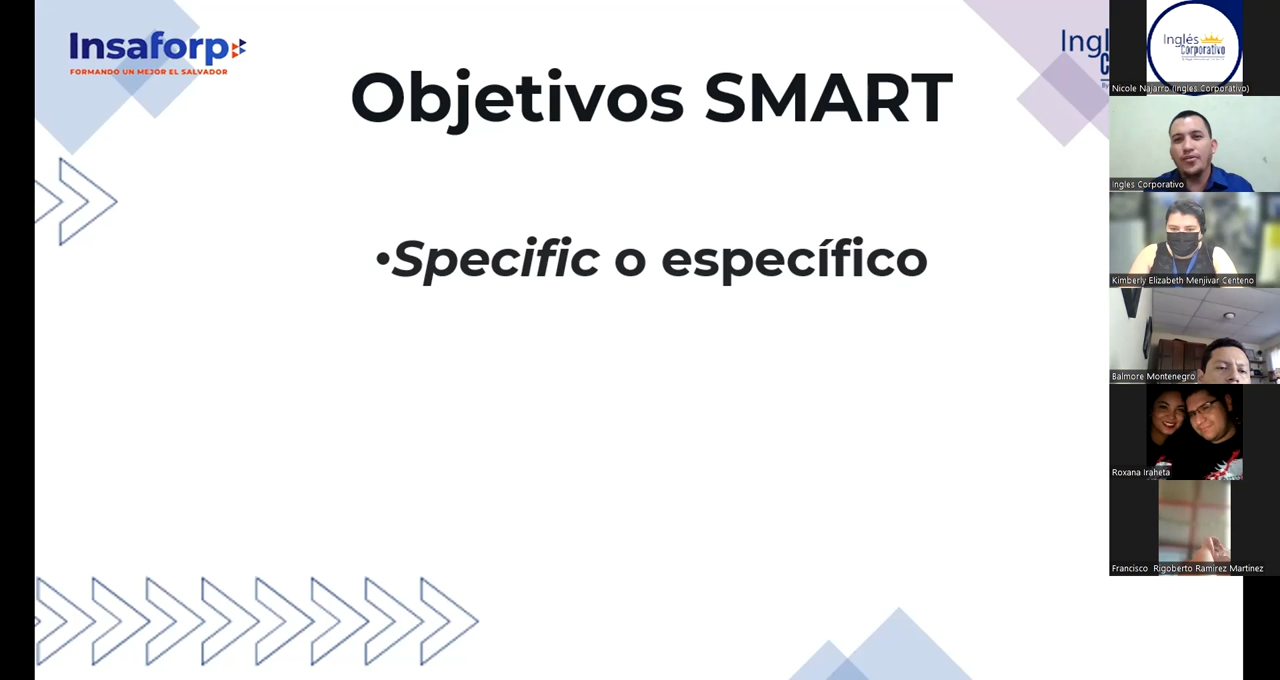 Insaforp
FORMANDO UN MEJOR EL SALVADOR
Objetivos SMART
•Specific o específico
Inglés
Corporativo
Nicole Najarro (Ingles Corporativo)
Ingles Corporativo
Kimberly Elizabeth Menjivar Centeno
Balmore Montenegro
Roxana Iraheta
Francisco Rigoberto Ramirez Martinez